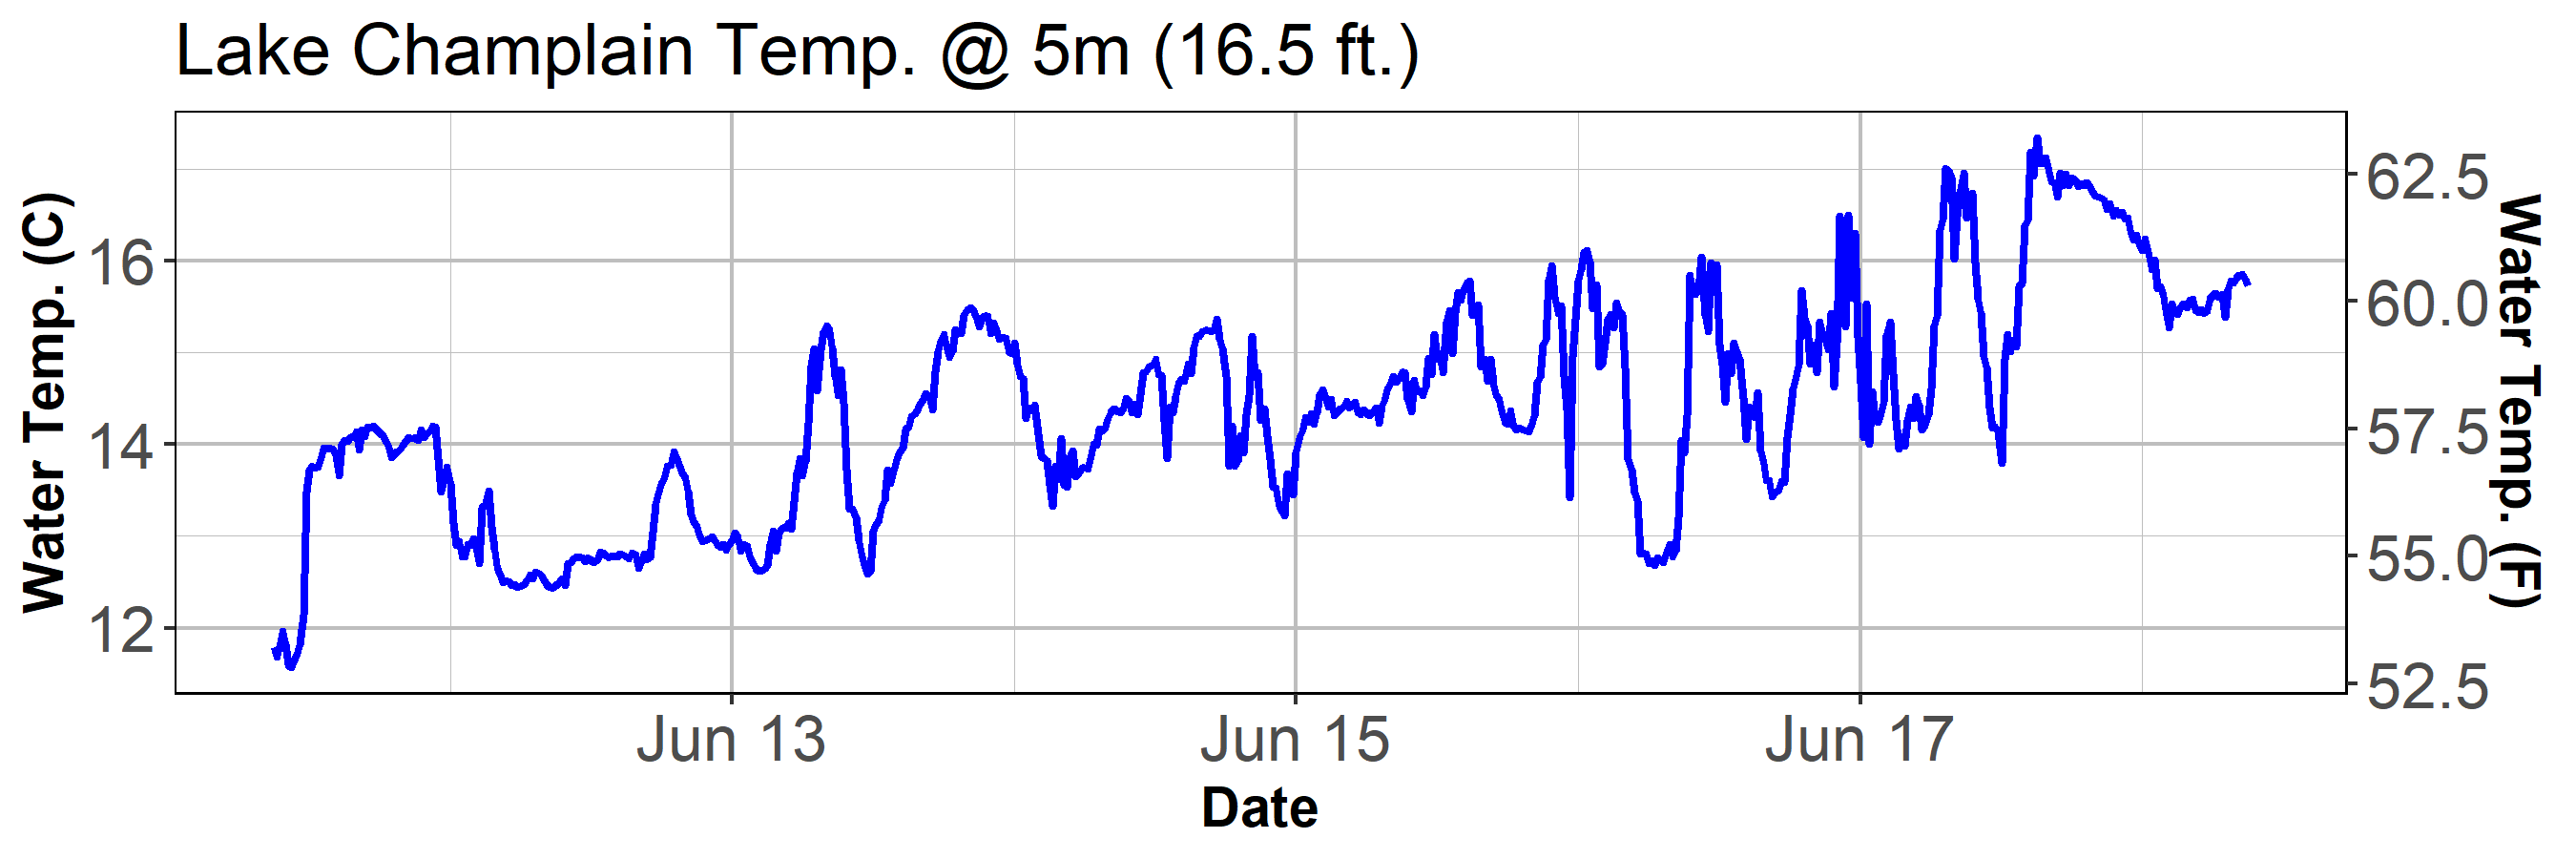 Lake Champlain Temp. @ 5m (16.5 ft.)
Water Temp. (C)
16
14
12
62.5
60.0
57.5
55.0
52.5
Water Temp. (F)
Jun 13
Jun 15
Jun 17
Date